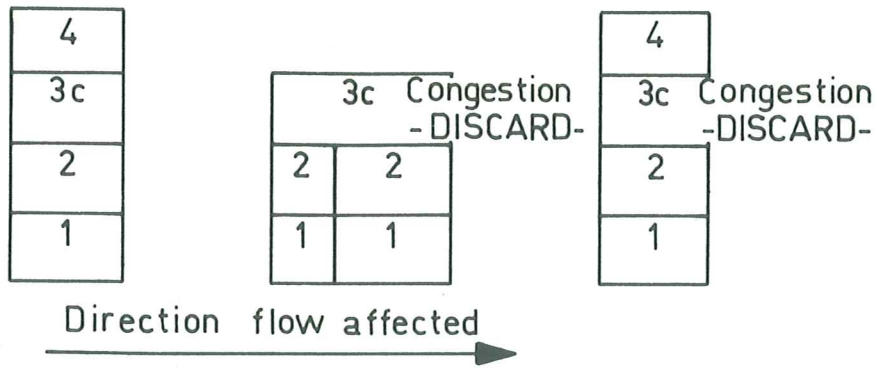 4
3c
2
1
3c Congestion
-DISCARD-
2 2
1 1
4
3c Congestion
-DISCARD-
2
1
Direction flow affected